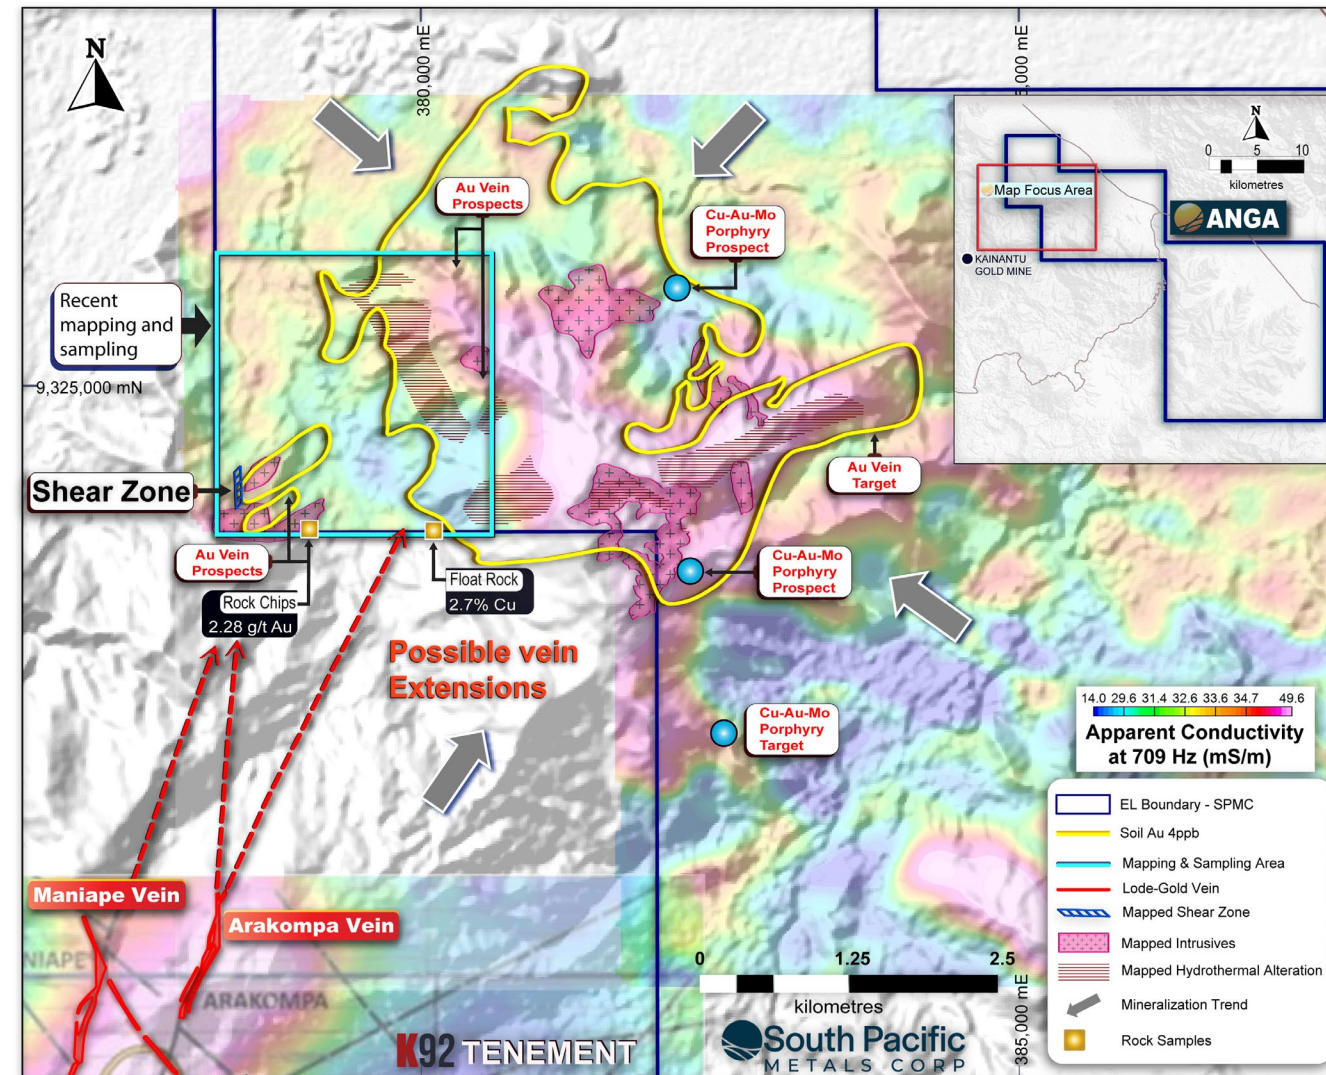 N
380,000 mE
5,000 mE
N
0 5 10
kilometres
Map Focus Area
ANGA
KAINANTU
GOLD MINE
Au Vein
Prospects
Cu-Au-Mo
Porphyry
Prospect
Recent
mapping and
sampling
9,325,000 mN
Shear Zone
Au Vein
Target
Au Vein
Prospects
Cu-Au-Mo
Porphyry
Prospect
Float Rock
2.7% Cu
Rock Chips
2.28 g/t Au
Possible vein
Extensions
Cu-Au-Mo
Porphyry
Target
14.0 29.6 31.4 32.6 33.6 34.7 49.6
Apparent Conductivity
at 709 Hz (mS/m)
EL Boundary - SPMC
Soil Au 4ppb
Mapping & Sampling Area
Lode-Gold Vein
Mapped Shear Zone
Mapped Intrusives
Mapped Hydrothermal Alteration
Mineralization Trend
Rock Samples
Maniape Vein
Arakompa Vein
NIAPE
ARAKOMPA
0 1.25 2.5
kilometres
385,000 mE
K92 TENEMENT
South Pacific
METALS CORP